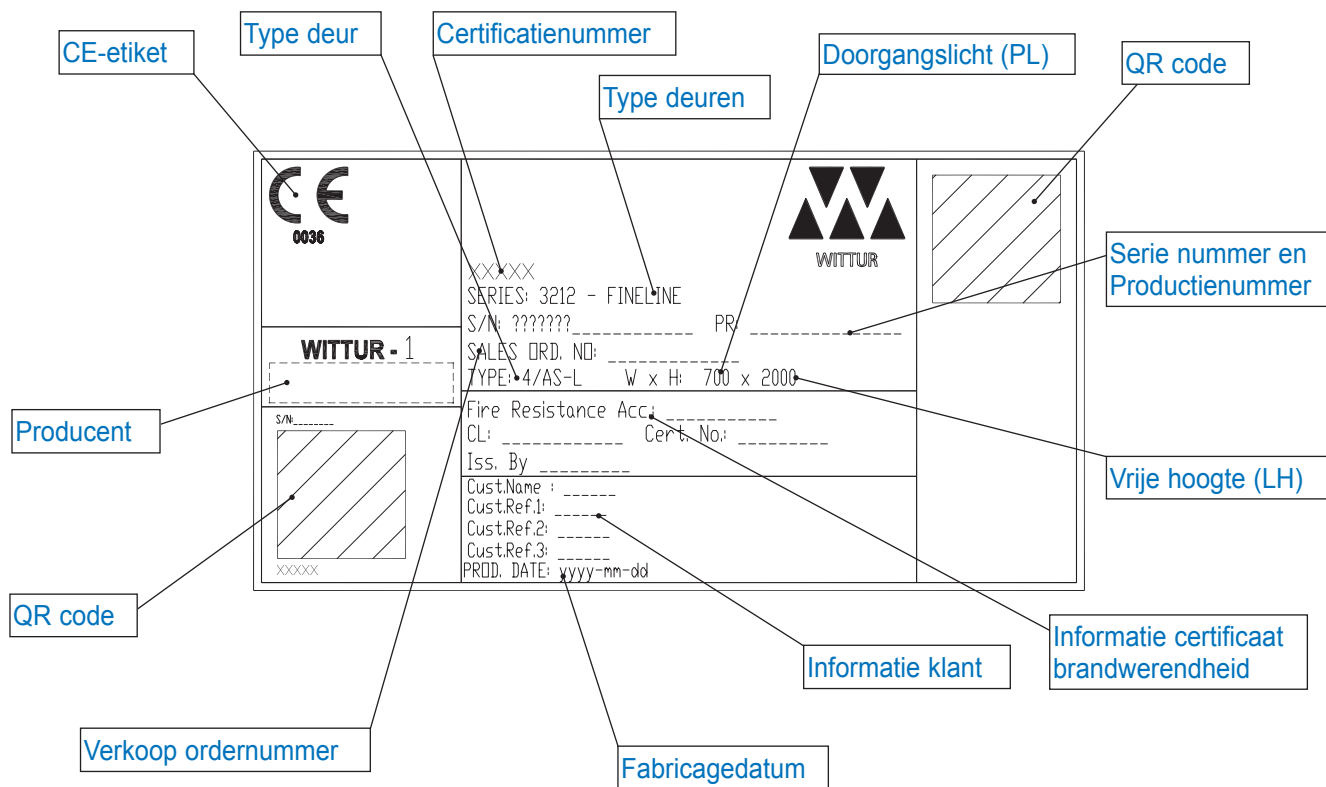 CE-etiket
Type deur
Certificatienummer
Type deuren
Doorgangslicht (PL)
QR code
CE
0036
WITTUR
XXXXX
SERIES: 3212 - FINELINE
S/N: ???????____________ PR: _______________
SALES ORD. NO: _____________
TYPE: 4/AS-L W x H: 700 x 2000
Serie nummer en
Productienummer
WITTUR - 1
Producent
Fire Resistance Acc.: ___________
CL: ____________ Cert. No.: _________
Iss. By _________
Vrije hoogte (LH)
S/N:________
XXXXX
Cust.Name : ______
Cust.Ref.1: ______
Cust.Ref.2: ______
Cust.Ref.3: ______
PROD. DATE: yyyy-mm-dd
QR code
Informatie klant
Informatie certificaat
brandwerendheid
Verkoop ordernummer
Fabricagedatum